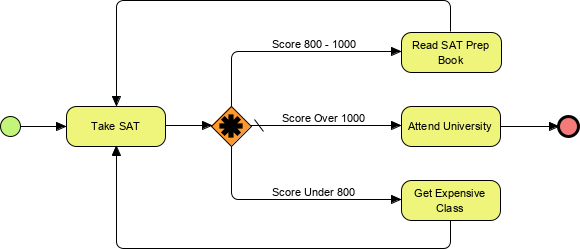 Score 800 - 1000
Read SAT Prep
Book
Take SAT
Score Over 1000
Attend University
Score Under 800
Get Expensive
Class